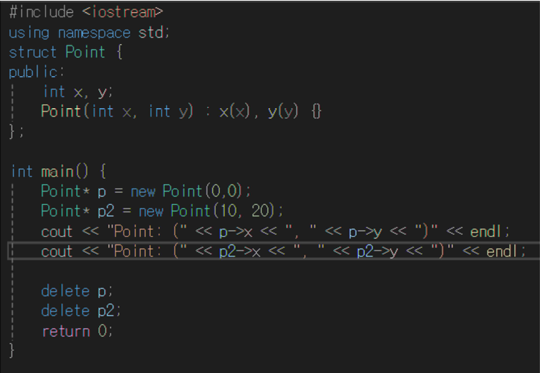 #include <iostream>
using namespace std;
struct Point {
public:
    int x, y;
    Point(int x, int y) : x(x), y(y) {}
};

int main() {
    Point* p = new Point(0,0);
    Point* p2 = new Point(10, 20);
    cout << "Point: (" << p->x << ", " << p->y << ")" << endl;
    cout << "Point: (" << p2->x << ", " << p2->y << ")" << endl;

    delete p;
    delete p2;
    return 0;
}